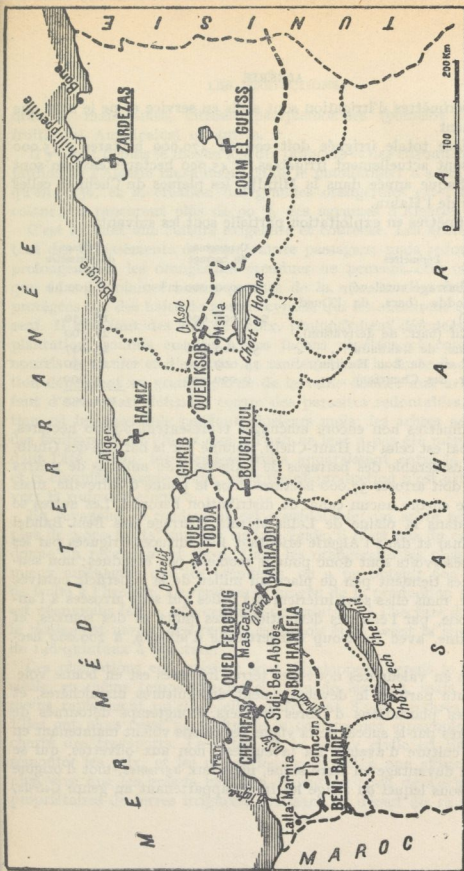 MER MÉDITERRANÉE
TUNISIE
MAROC
SAHARA
Philippeville
Bône
ZARDEZAS
FOUM EL GUEISS
Bougie
O. Ksob
OUED KSOB
Msila
Chott el Hodna
Alger
HAMIZ
GHRIB
BOUGHZOUL
OUED FODDA
O. Chéliff
BAKHADDA
OUED FERGOUG
Mascara
BOU HANIFIA
Oran
CHEURFAS
Sidi-Bel-Abbès
Tafna
Lalla-Marnia
Tlemcen
BENI-BAHDEL
Chott ech Chergui
0 100 200 Km